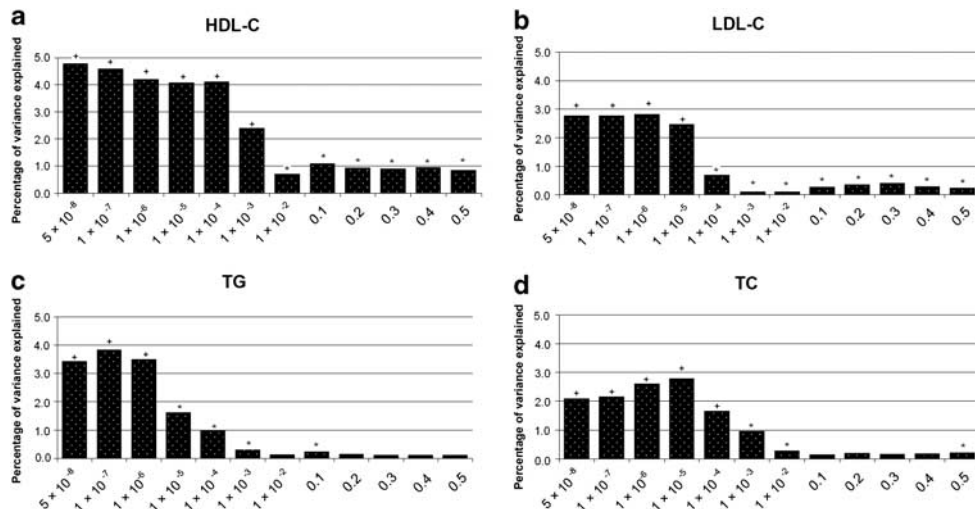 a
HDL-C
Percentage of variance explained
5.0
4.0
3.0
2.0
1.0
0.0
5 × 10⁻⁸
1 × 10⁻⁷
1 × 10⁶
1 × 10⁻⁵
1 × 10⁻⁴
1 × 10⁻³
1 × 10⁻²
0.1
0.2
0.3
0.4
0.5
b
LDL-C
Percentage of variance explained
5.0
4.0
3.0
2.0
1.0
0.0
5 × 10⁻⁸
1 × 10⁻⁷
1 × 10⁶
1 × 10⁻⁵
1 × 10⁻⁴
1 × 10⁻³
1 × 10⁻²
0.1
0.2
0.3
0.4
0.5
c
TG
Percentage of variance explained
5.0
4.0
3.0
2.0
1.0
0.0
5 × 10⁻⁸
1 × 10⁻⁷
1 × 10⁶
1 × 10⁻⁵
1 × 10⁻⁴
1 × 10⁻³
1 × 10⁻²
0.1
0.2
0.3
0.4
0.5
d
TC
Percentage of variance explained
5.0
4.0
3.0
2.0
1.0
0.0
5 × 10⁻⁸
1 × 10⁻⁷
1 × 10⁶
1 × 10⁻⁵
1 × 10⁻⁴
1 × 10⁻³
1 × 10⁻²
0.1
0.2
0.3
0.4
0.5